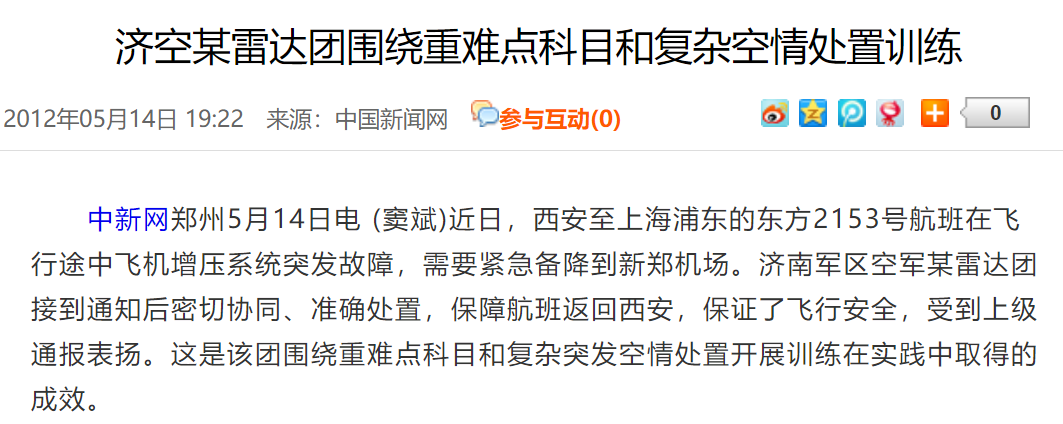 济空某雷达团围绕重难点科目和复杂空情处置训练
2012年05月14日 19:22 来源：中国新闻网 参与互动(0) 0
中新网郑州5月14日电 (窦斌)近日，西安至上海浦东的东方2153号航班在飞
行途中飞机增压系统突发故障，需要紧急备降到新郑机场。济南军区空军某雷达团
接到通知后密切协同、准确处置，保障航班返回西安，保证了飞行安全，受到上级
通报表扬。这是该团围绕重难点科目和复杂突发空情处置开展训练在实践中取得的
成效。